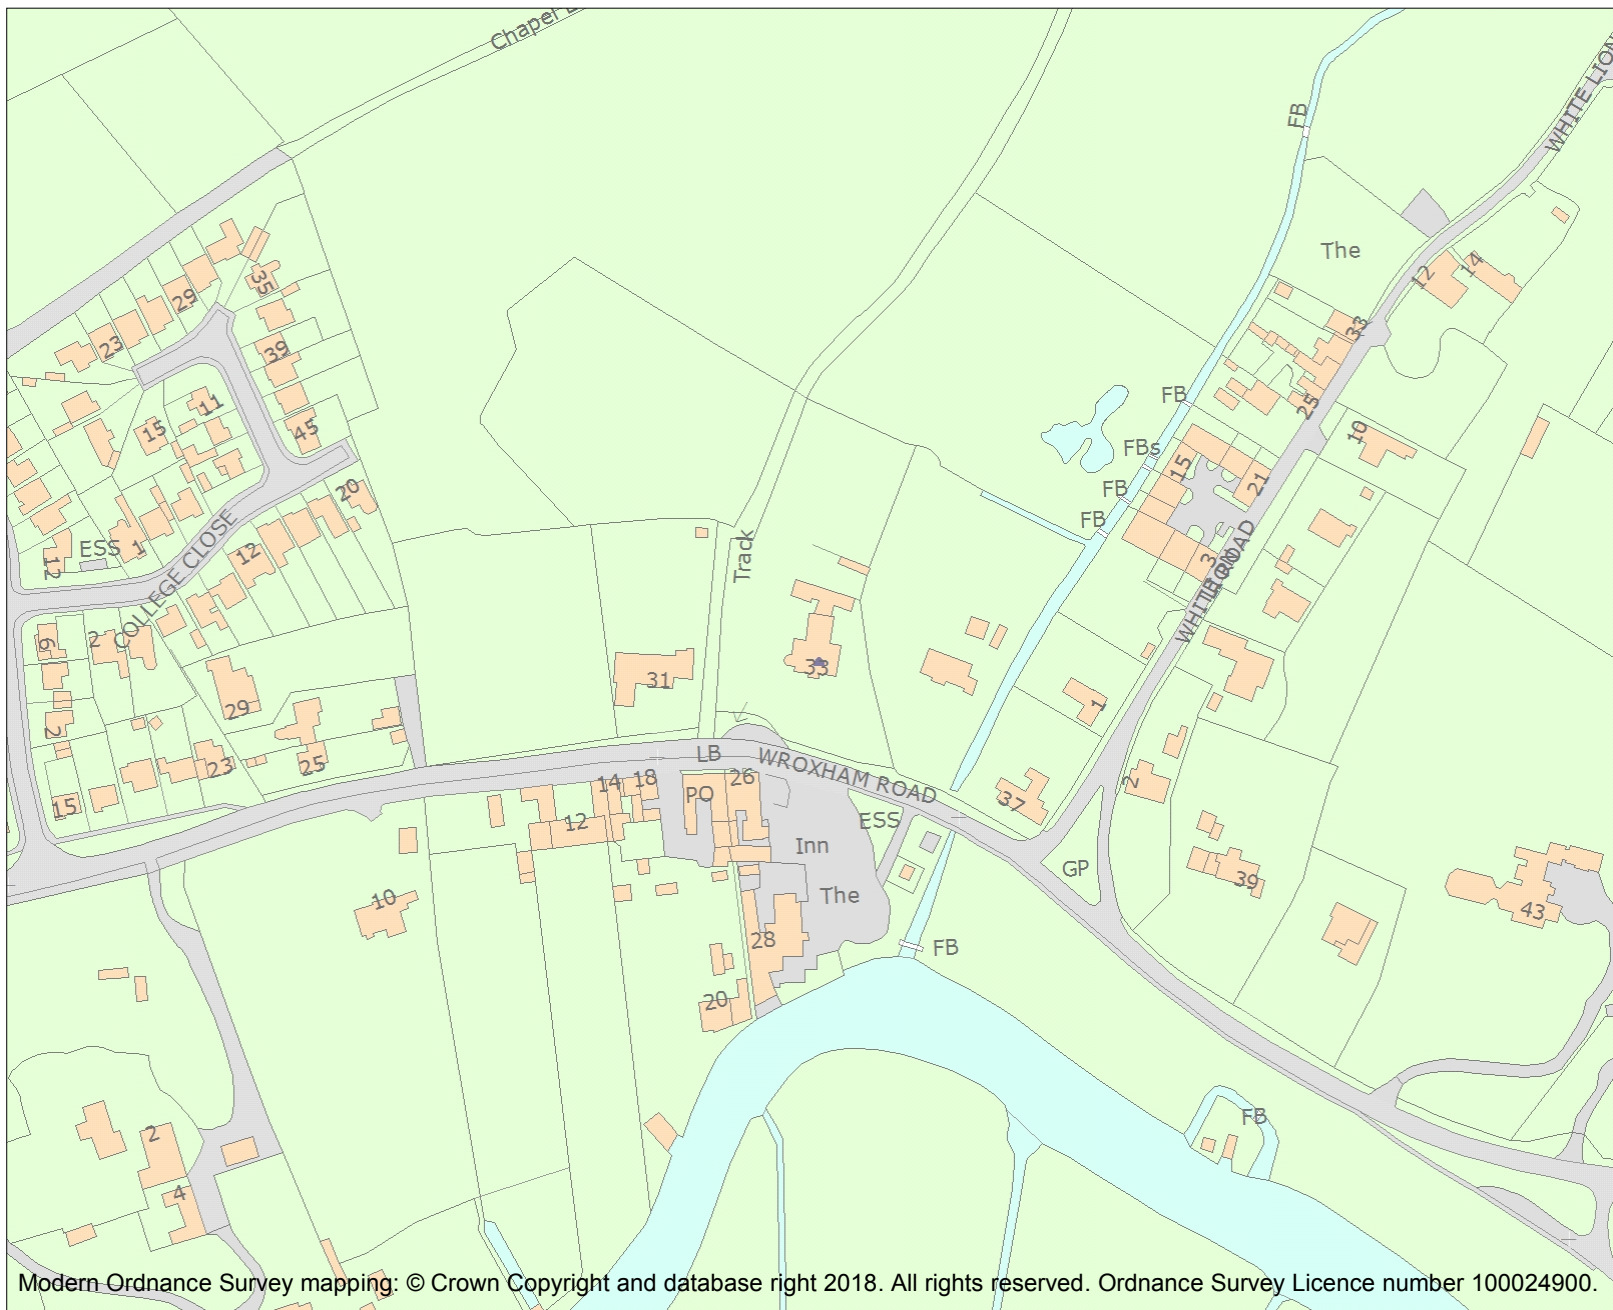 Chapel
WHITE LION
FB
The
12
14
35
29
33
23
39
11
25
FB
45
15
10
FBs
15
20
21
FB
FB
COLLEGE CLOSE
ESS
1
12
12
Track
3
WHITE LION ROAD
6
2
33
31
29
1
2
LB
WROXHAM ROAD
23
25
14
18
26
2
PO
37
15
12
ESS
Inn
GP
39
10
The
43
28
FB
20
FB
2
4
Modern Ordnance Survey mapping: © Crown Copyright and database right 2018. All rights reserved. Ordnance Survey Licence number 100024900.